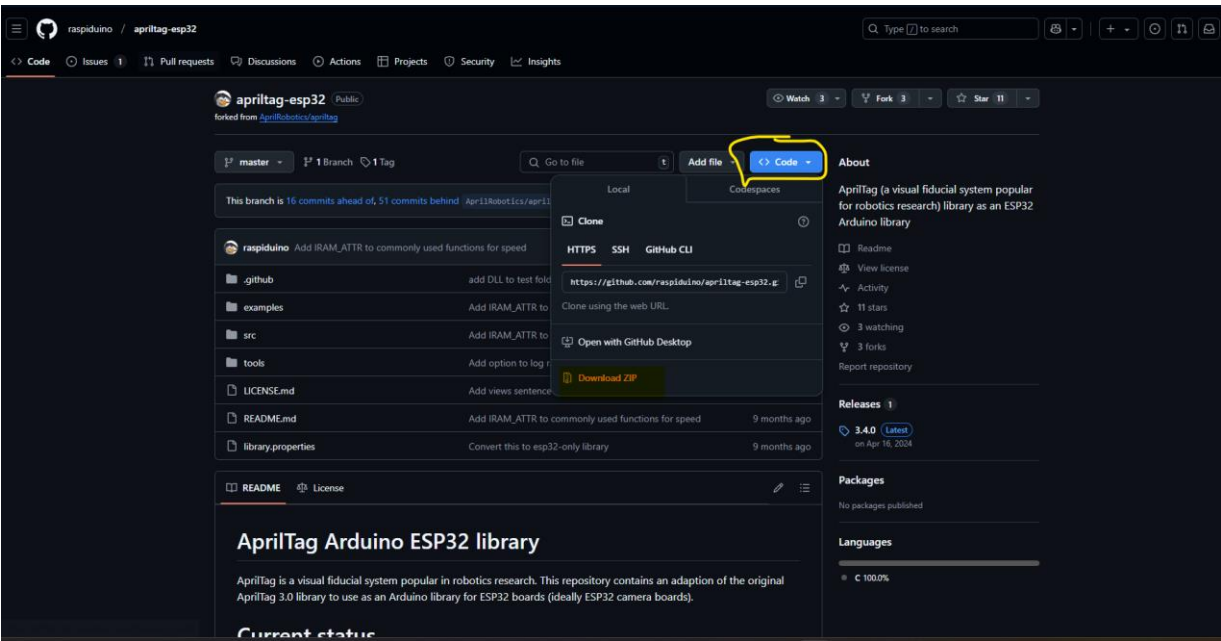 raspiduino / apriltag-esp32
Type / to search
Code Issues 1 Pull requests Discussions Actions Projects Security Insights
apriltag-esp32 Public
Watch 3 Fork 3 Star 11
forked from AprilRobotics/apriltag
master 1 Branch 1 Tag Go to file t Add file Code
This branch is 16 commits ahead of, 51 commits behind AprilRobotics/april
raspiduino Add IRAM_ATTR to commonly used functions for speed
.github add DLL to test fold
examples Add IRAM_ATTR to
src Add IRAM_ATTR to
tools Add option to log r
LICENSE.md Add views sentence
README.md Add IRAM_ATTR to commonly used functions for speed 9 months ago
library.properties Convert this to esp32-only library 9 months ago
Local Codespaces
Clone
HTTPS SSH GitHub CLI
https://github.com/raspiduino/apriltag-esp32.g
Clone using the web URL.
Open with GitHub Desktop
Download ZIP
README License
AprilTag Arduino ESP32 library
AprilTag is a visual fiducial system popular in robotics research. This repository contains an adaption of the original
AprilTag 3.0 library to use as an Arduino library for ESP32 boards (ideally ESP32 camera boards).
Current status
About
AprilTag (a visual fiducial system popular
for robotics research) library as an ESP32
Arduino library
Readme
View license
Activity
11 stars
3 watching
3 forks
Report repository
Releases 1
3.4.0 Latest
on Apr 16, 2024
Packages
No packages published
Languages
C 100.0%